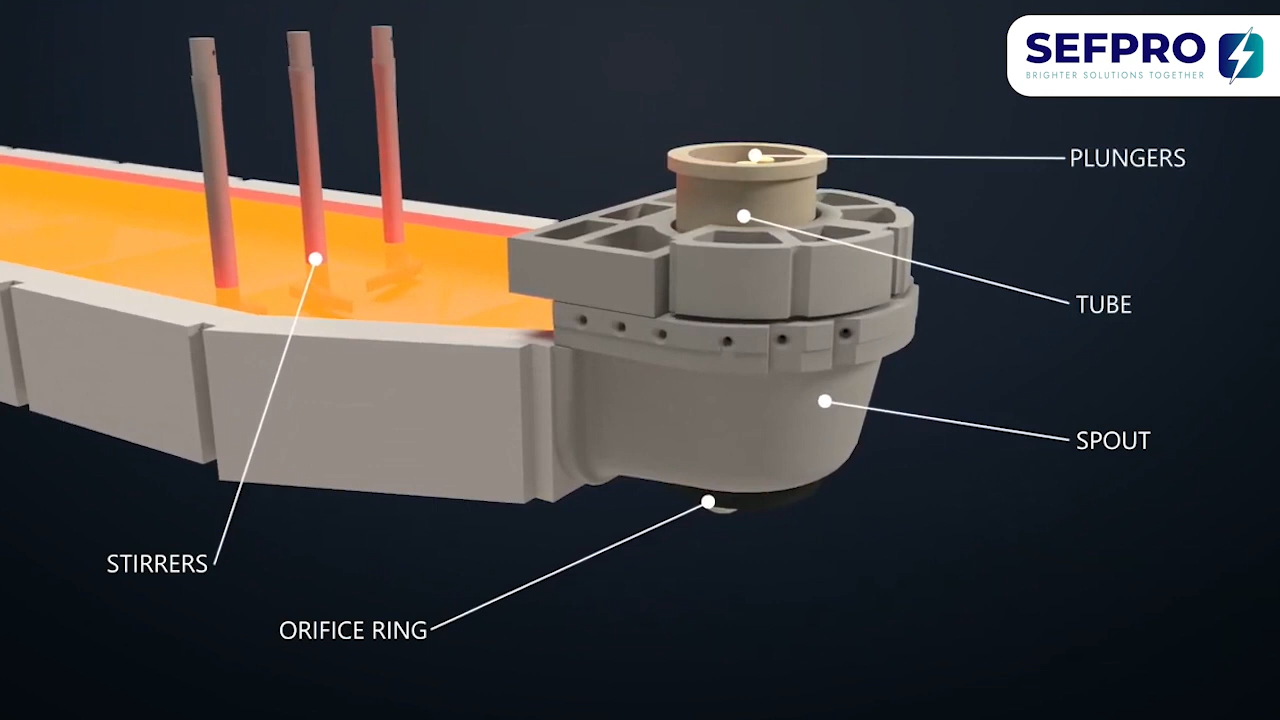 SEFPRO
BRIGHTER SOLUTIONS TOGETHER
PLUNGERS
TUBE
SPOUT
STIRRERS
ORIFICE RING